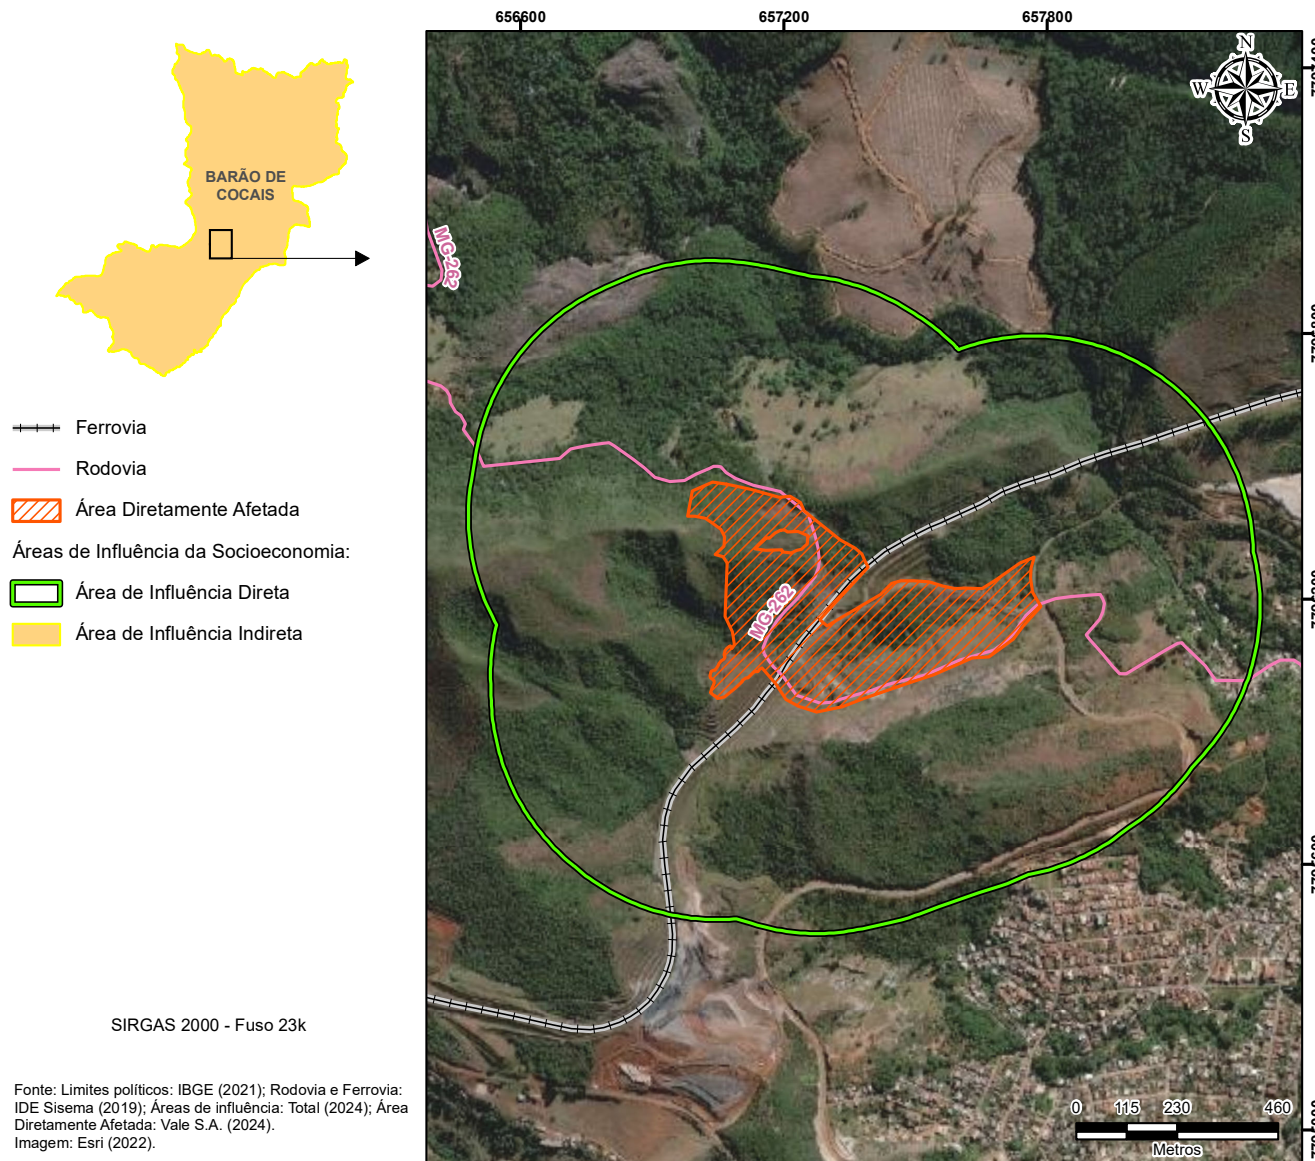 656600
657200
657800
N
W
E
S
BARÃO DE
COCAIS
MG-262
Ferrovia
Rodovia
Área Diretamente Afetada
Áreas de Influência da Socioeconomia:
Área de Influência Direta
Área de Influência Indireta
MG-262
SIRGAS 2000 - Fuso 23k
Fonte: Limites políticos: IBGE (2021); Rodovia e Ferrovia:
IDE Sisema (2019); Áreas de influência: Total (2024); Área
Diretamente Afetada: Vale S.A. (2024).
Imagem: Esri (2022).
0 115 230 460
Metros